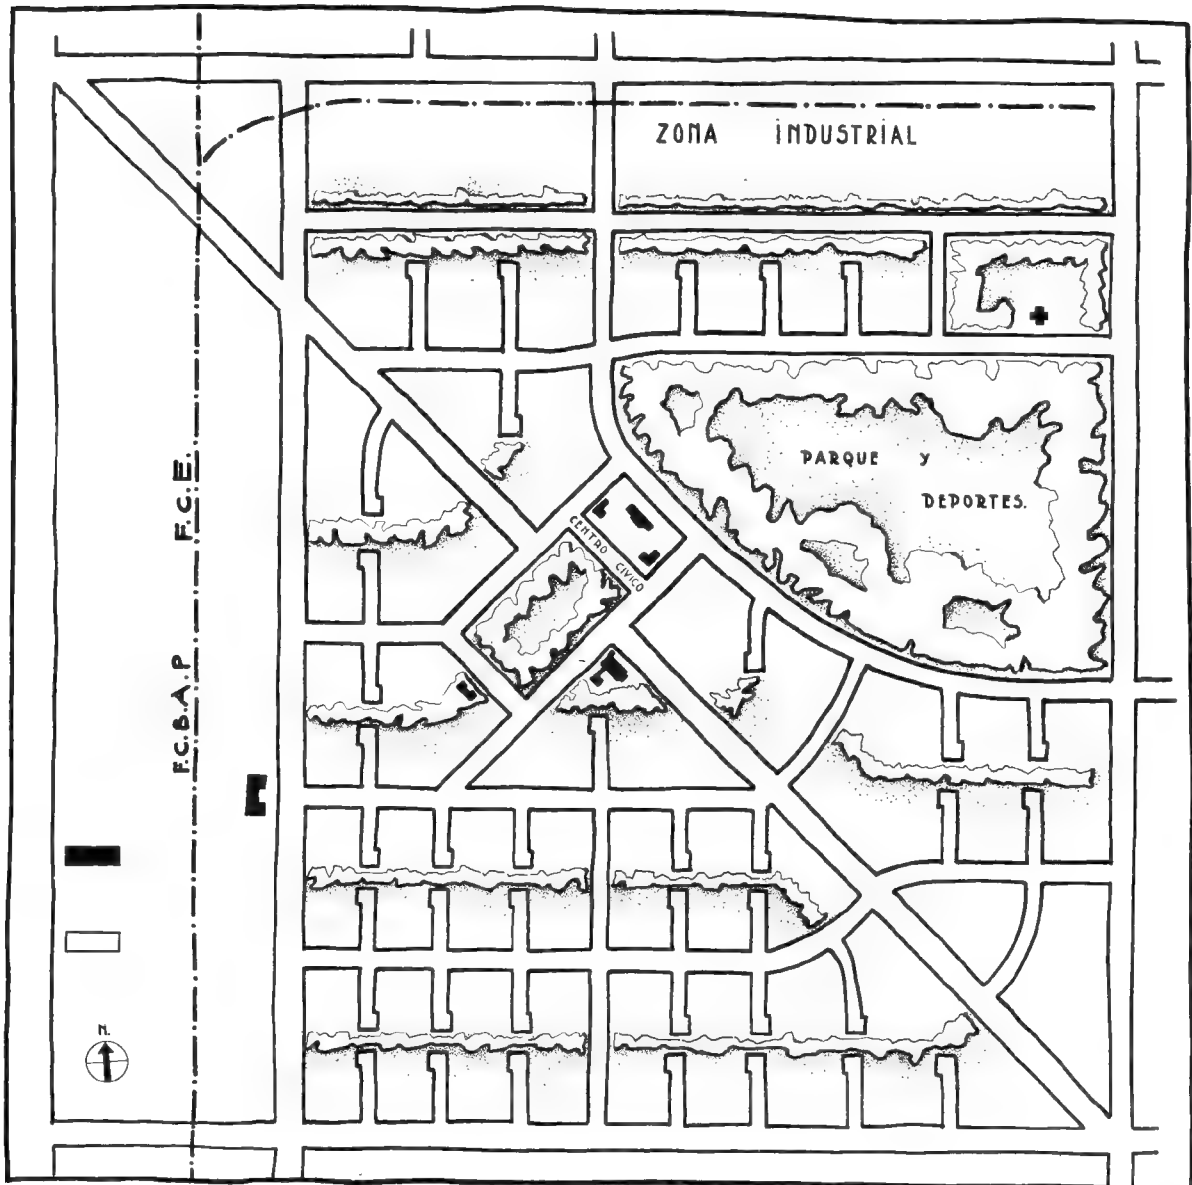 ZONA INDUSTRIAL
PARQUE y
DEPORTES.
CENTRO CIVICO
F.C.E.
F.C.B.A.P
N.